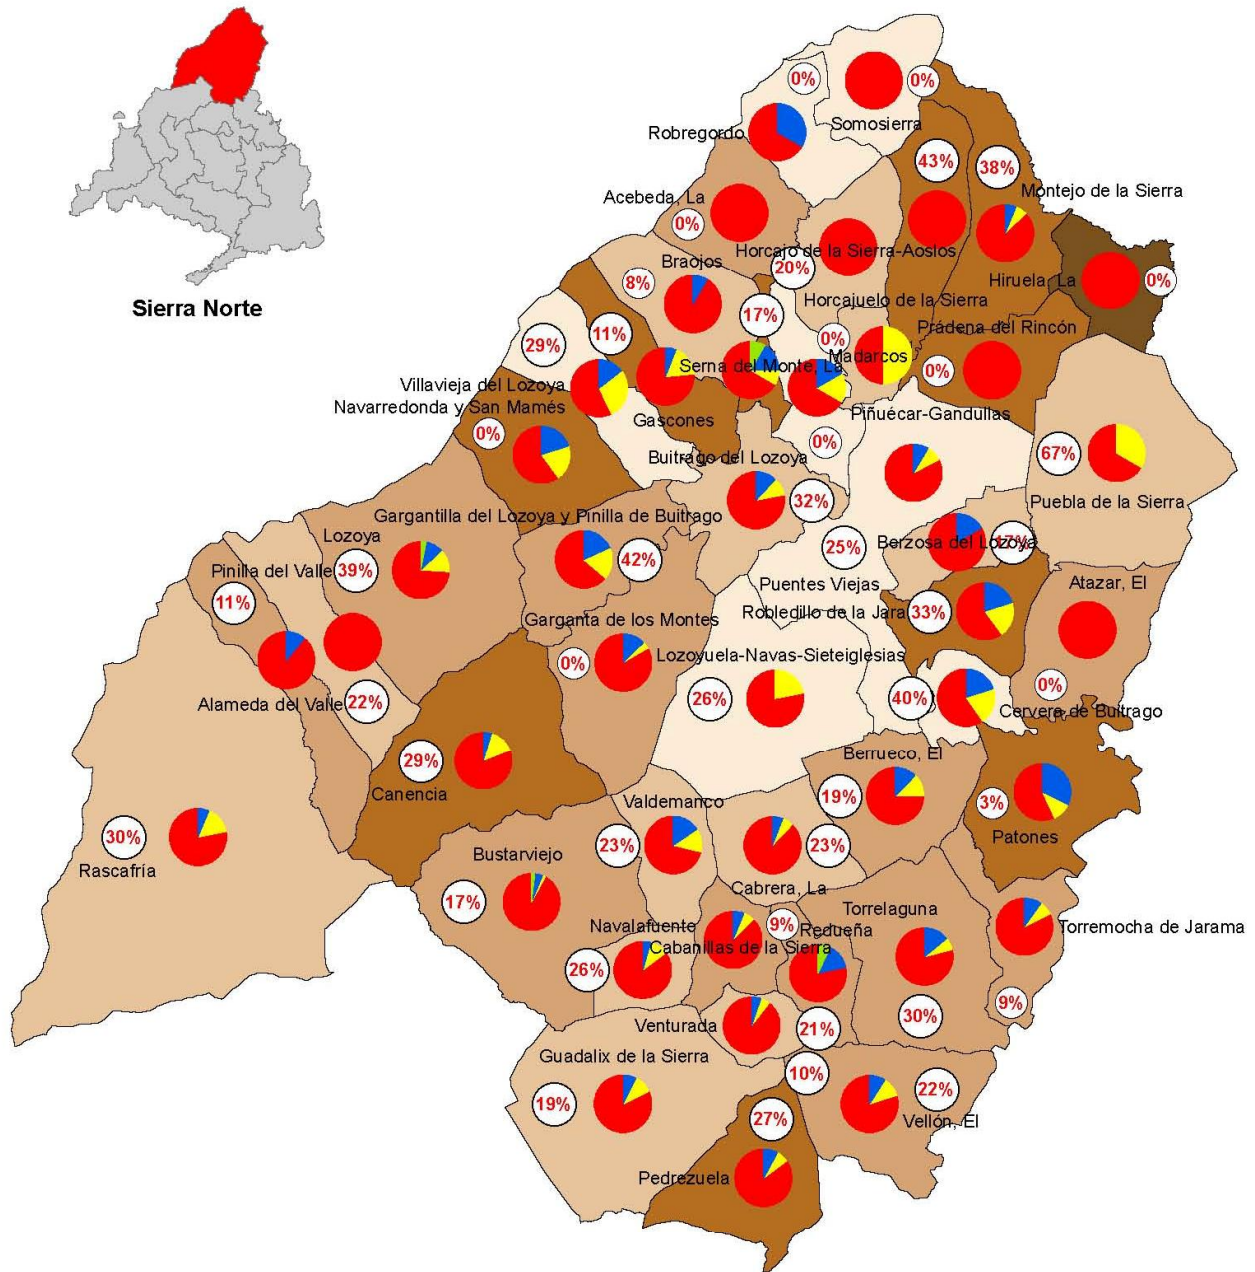 0%
0%
Somosierra
Robregordo
43%
38%
Montejo de la Sierra
Acebeda, La
0%
Horcajo de la Sierra-Aoslos
Braojos
20%
Hiruela, La
0%
8%
Sierra Norte
Horcajuelo de la Sierra
17%
Prádena del Rincón
11%
29%
0%
Madarcos
Serna del Monte, La
0%
Villavieja del Lozoya
Navarredonda y San Mamés
Piñuécar-Gandullas
Gascones
0%
0%
67%
Buitrago del Lozoya
32%
Puebla de la Sierra
Gargantilla del Lozoya y Pinilla de Buitrago
Lozoya
Berzosa del Lozoya
17%
25%
42%
Pinilla del Valle
39%
Puentes Viejas
Atazar, El
11%
Robledillo de la Jara
33%
Garganta de los Montes
Lozoyuela-Navas-Sieteiglesias
0%
0%
Alameda del Valle
22%
26%
40%
Cervera de Buitrago
Berrueco, El
29%
Canencia
19%
3%
Valdemanco
Patones
30%
23%
23%
Rascafría
Bustarviejo
Cabrera, La
17%
Torrelaguna
Navalafuente
9%
Redueña
Torremocha de Jarama
Cabanillas de la Sierra
26%
9%
30%
Venturada
21%
Guadalix de la Sierra
10%
22%
19%
27%
Vellón, El
Pedrezuela